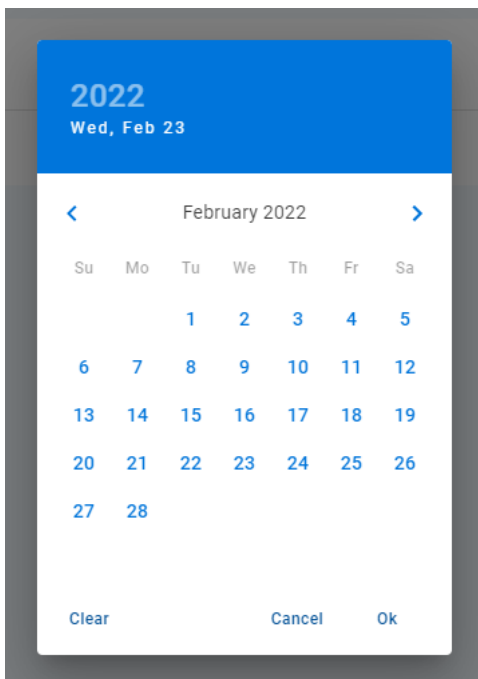 2022
Wed, Feb 23
February 2022
Su Mo Tu We Th Fr Sa
1 2 3 4 5
6 7 8 9 10 11 12
13 14 15 16 17 18 19
20 21 22 23 24 25 26
27 28
Clear Cancel Ok